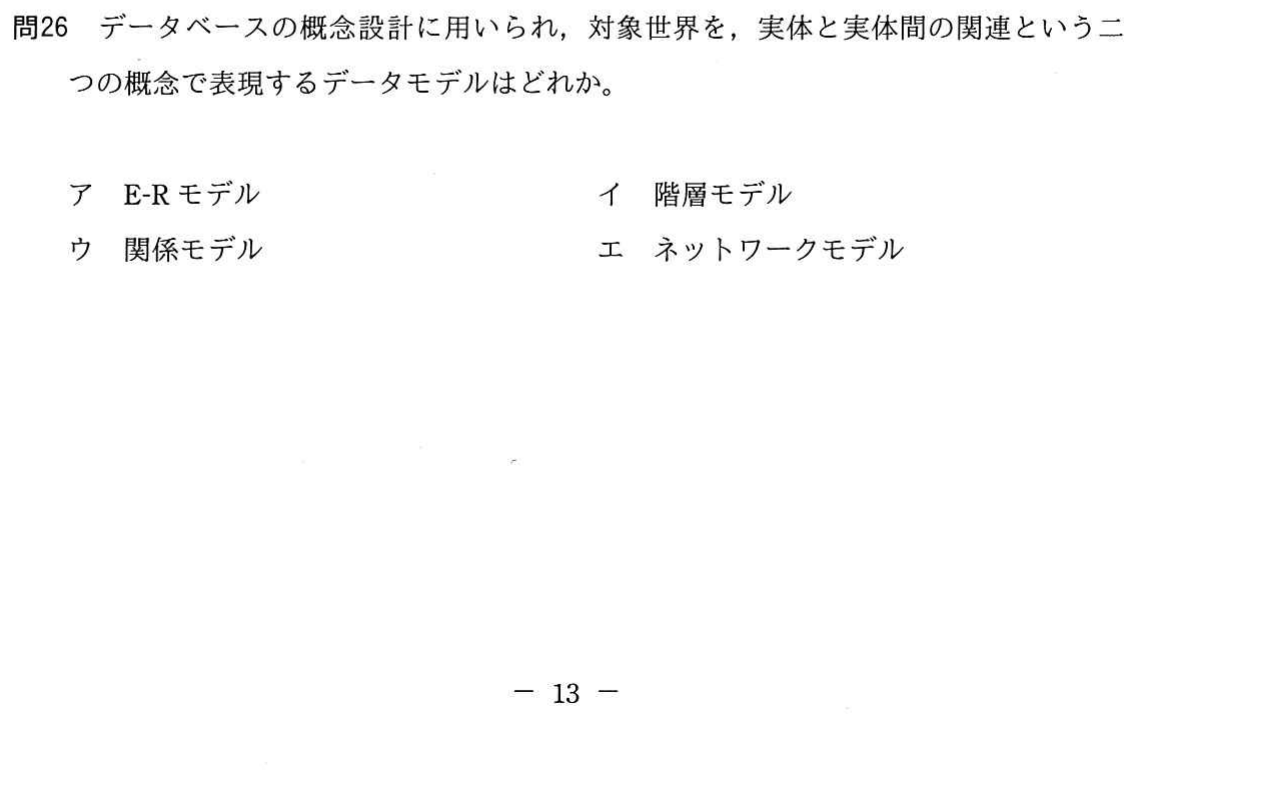 問26 データベースの概念設計に用いられ，対象世界を，実体と実体間の関連という二
つの概念で表現するデータモデルはどれか。
ア E-R モデル イ 階層モデル
ウ 関係モデル エ ネットワークモデル
－ 13 －